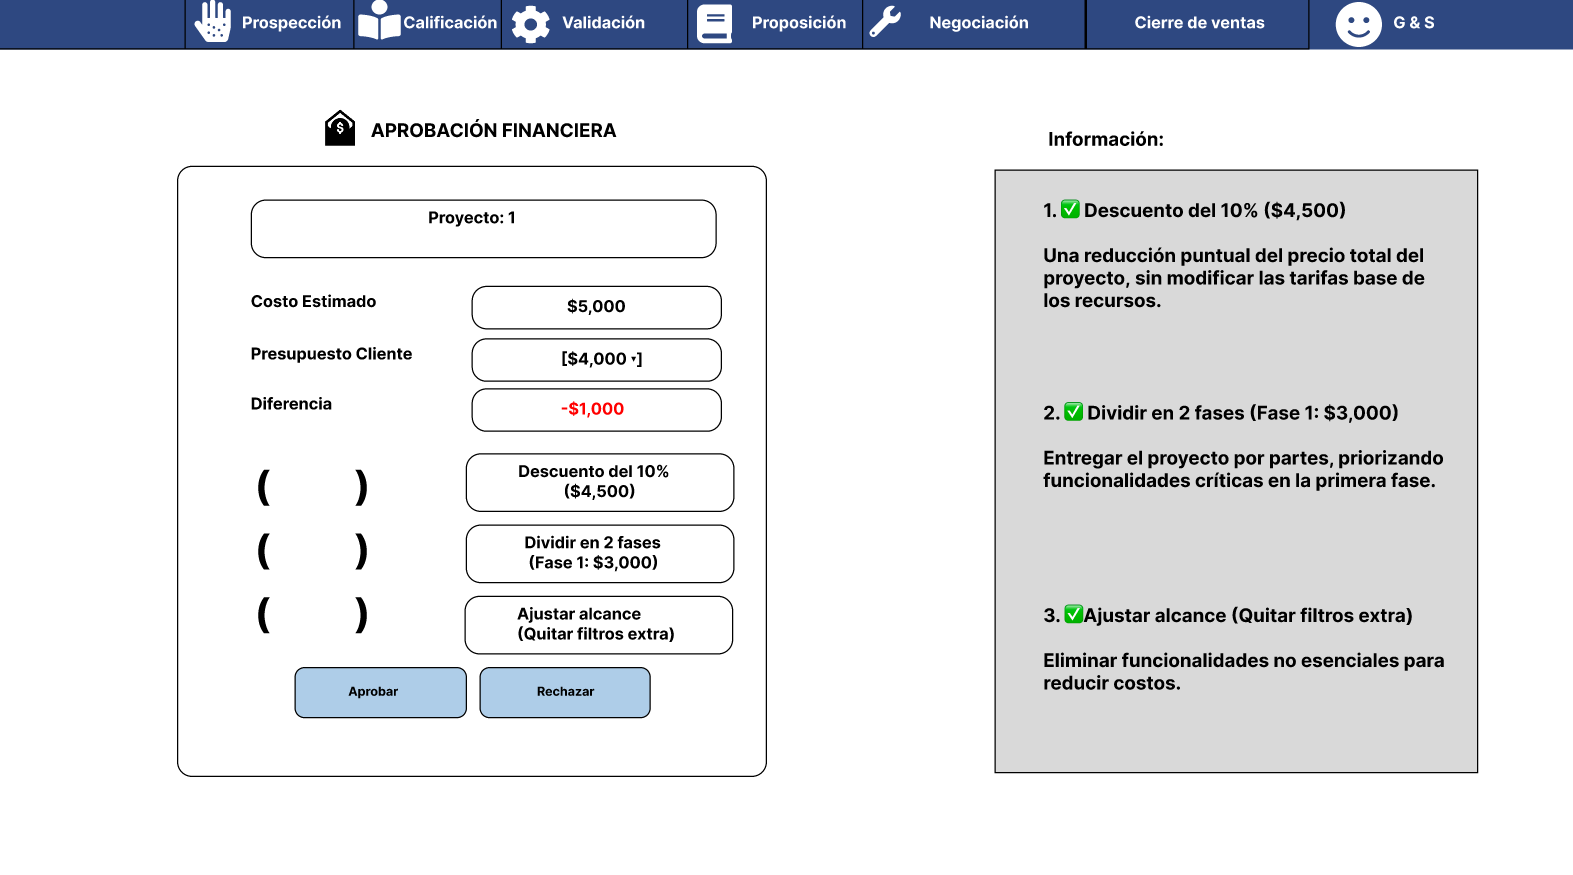 Prospección Calificación Validación Proposición Negociación Cierre de ventas G & S
APROBACIÓN FINANCIERA
Proyecto: 1
Costo Estimado $5,000
Presupuesto Cliente [$4,000 ▾]
Diferencia -$1,000
( ) Descuento del 10%
($4,500)
( ) Dividir en 2 fases
(Fase 1: $3,000)
( ) Ajustar alcance
(Quitar filtros extra)
Aprobar Rechazar
Información:
1. ✅ Descuento del 10% ($4,500)
Una reducción puntual del precio total del
proyecto, sin modificar las tarifas base de
los recursos.
2. ✅ Dividir en 2 fases (Fase 1: $3,000)
Entregar el proyecto por partes, priorizando
funcionalidades críticas en la primera fase.
3. ✅Ajustar alcance (Quitar filtros extra)
Eliminar funcionalidades no esenciales para
reducir costos.